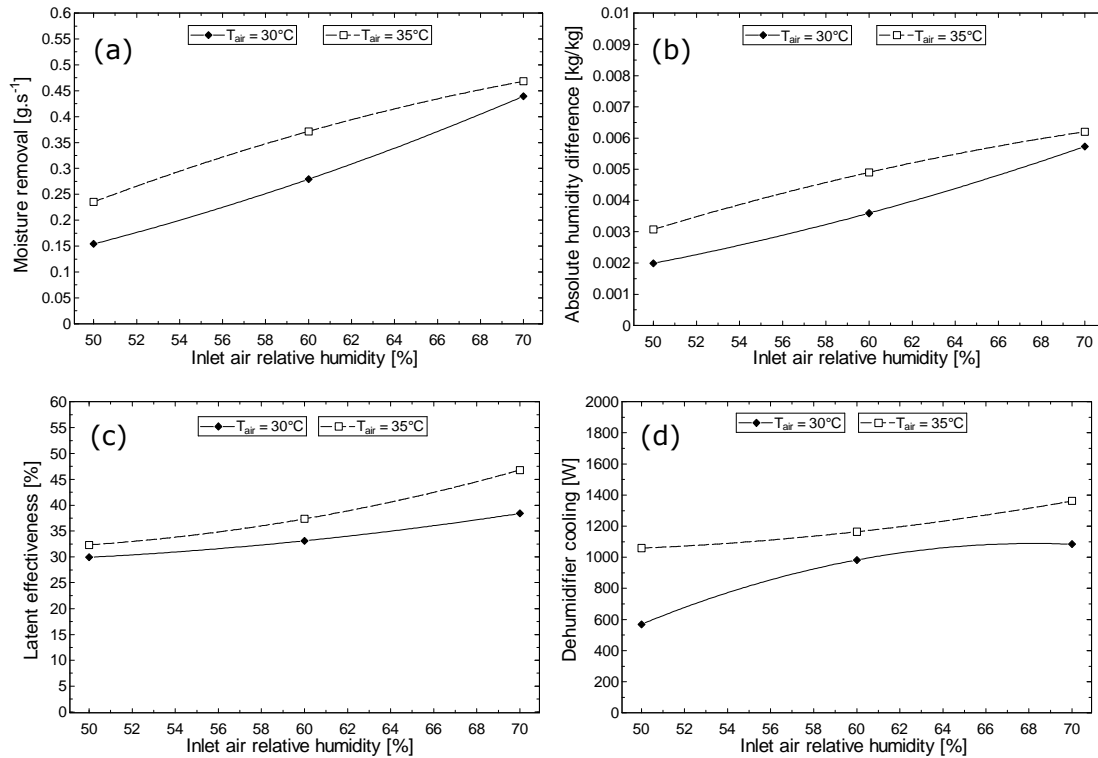 (a)
T_air = 30°C T_air = 35°C
Moisture removal [g.s⁻¹]
0.6
0.55
0.5
0.45
0.4
0.35
0.3
0.25
0.2
0.15
0.1
0.05
0
50 52 54 56 58 60 62 64 66 68 70
Inlet air relative humidity [%]
(b)
T_air = 30°C T_air = 35°C
Absolute humidity difference [kg/kg]
0.01
0.009
0.008
0.007
0.006
0.005
0.004
0.003
0.002
0.001
0
50 52 54 56 58 60 62 64 66 68 70
Inlet air relative humidity [%]
(c)
T_air = 30°C T_air = 35°C
Latent effectiveness [%]
60
55
50
45
40
35
30
25
20
15
10
5
0
50 52 54 56 58 60 62 64 66 68 70
Inlet air relative humidity [%]
(d)
T_air = 30°C T_air = 35°C
Dehumidifier cooling [W]
2000
1800
1600
1400
1200
1000
800
600
400
200
0
50 52 54 56 58 60 62 64 66 68 70
Inlet air relative humidity [%]